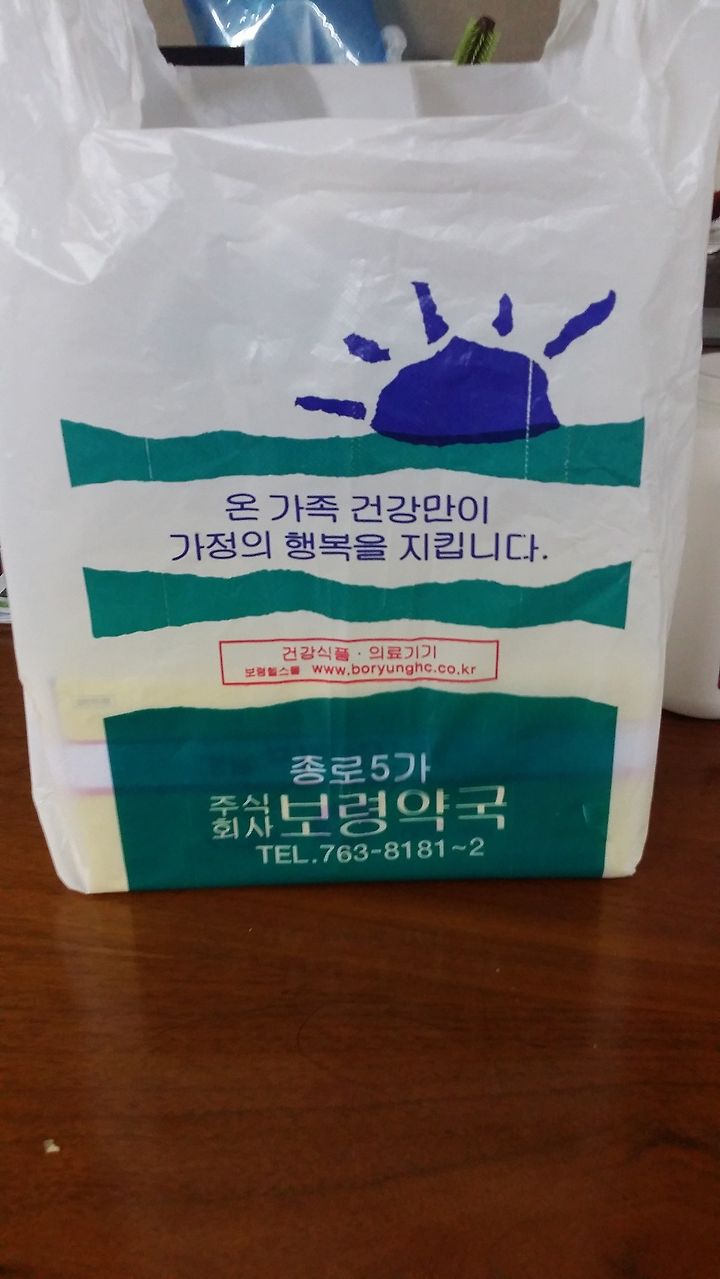 온 가족 건강만이
가정의 행복을 지킵니다.
건강식품 · 의료기기
보령헬스몰 www.boryunghc.co.kr
종로5가
주식회사 보령약국
TEL.763-8181~2